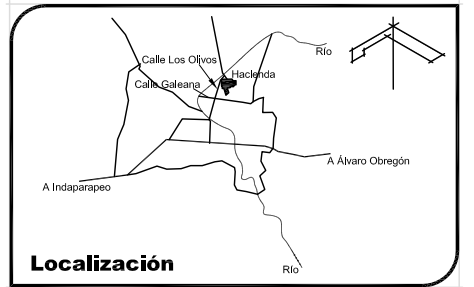 Río
Calle Los Olivos
Hacienda
Calle Galeana
A Álvaro Obregón
A Indaparapeo
Localización
Río